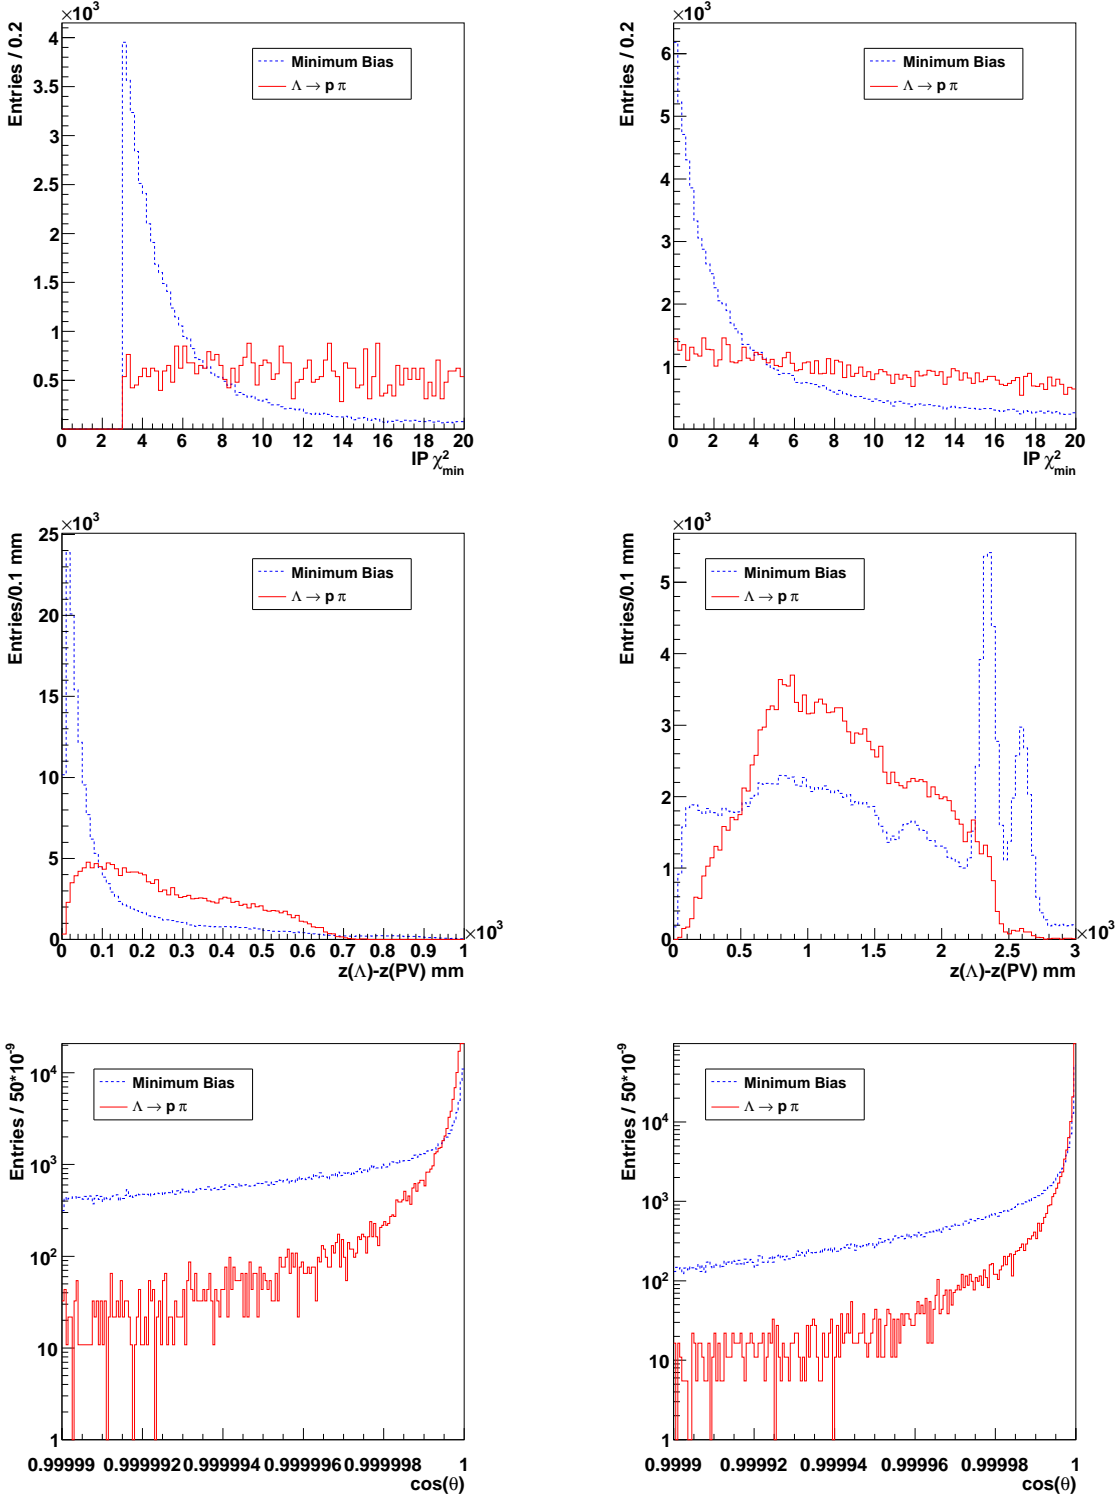 ×10³
Entries / 0.2
4
3.5
3
2.5
2
1.5
1
0.5
Minimum Bias
Λ → p π
0 2 4 6 8 10 12 14 16 18 20
IP χ²min
×10³
Entries / 0.2
6
5
4
3
2
1
Minimum Bias
Λ → p π
0 2 4 6 8 10 12 14 16 18 20
IP χ²min
×10³
Entries/0.1 mm
25
20
15
10
5
0
Minimum Bias
Λ → p π
0 0.1 0.2 0.3 0.4 0.5 0.6 0.7 0.8 0.9 1
×10³
z(Λ)-z(PV) mm
×10³
Entries/0.1 mm
5
4
3
2
1
0
Minimum Bias
Λ → p π
0 0.5 1 1.5 2 2.5 3
×10³
z(Λ)-z(PV) mm
Entries / 50*10⁻⁹
10⁴
10³
10²
10
1
Minimum Bias
Λ → p π
0.99999 0.999992 0.999994 0.999996 0.999998 1
cos(θ)
Entries / 50*10⁻⁹
10⁴
10³
10²
10
1
Minimum Bias
Λ → p π
0.9999 0.99992 0.99994 0.99996 0.99998 1
cos(θ)